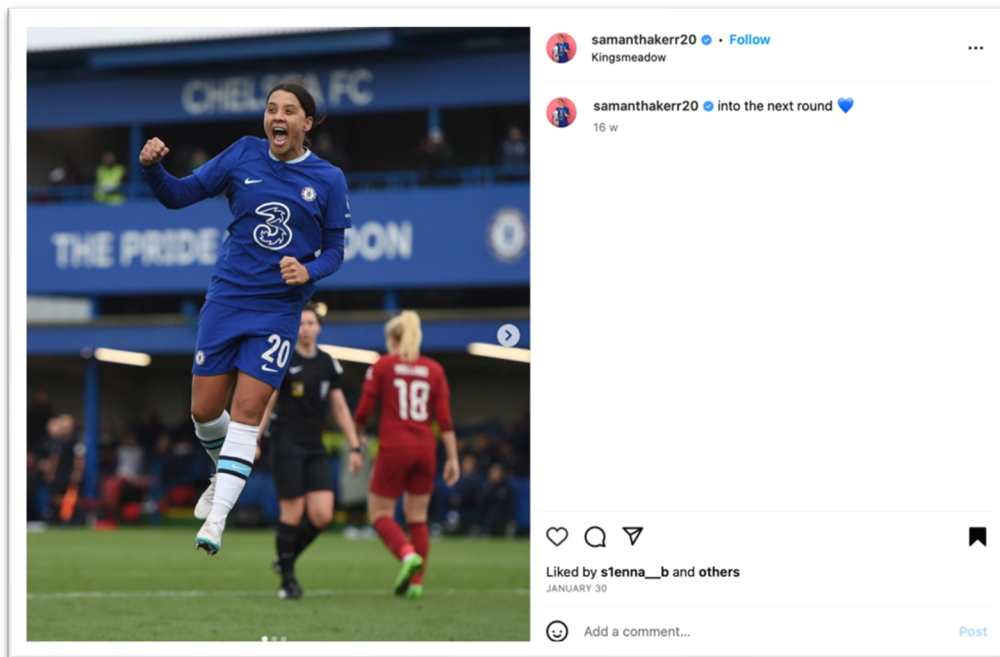 CHELSEA FC
THE PRIDE
DON
3
20
18
samanthakerr20 • Follow
Kingsmeadow
samanthakerr20 into the next round 💙
16 w
Liked by s1enna__b and others
JANUARY 30
Add a comment...
Post